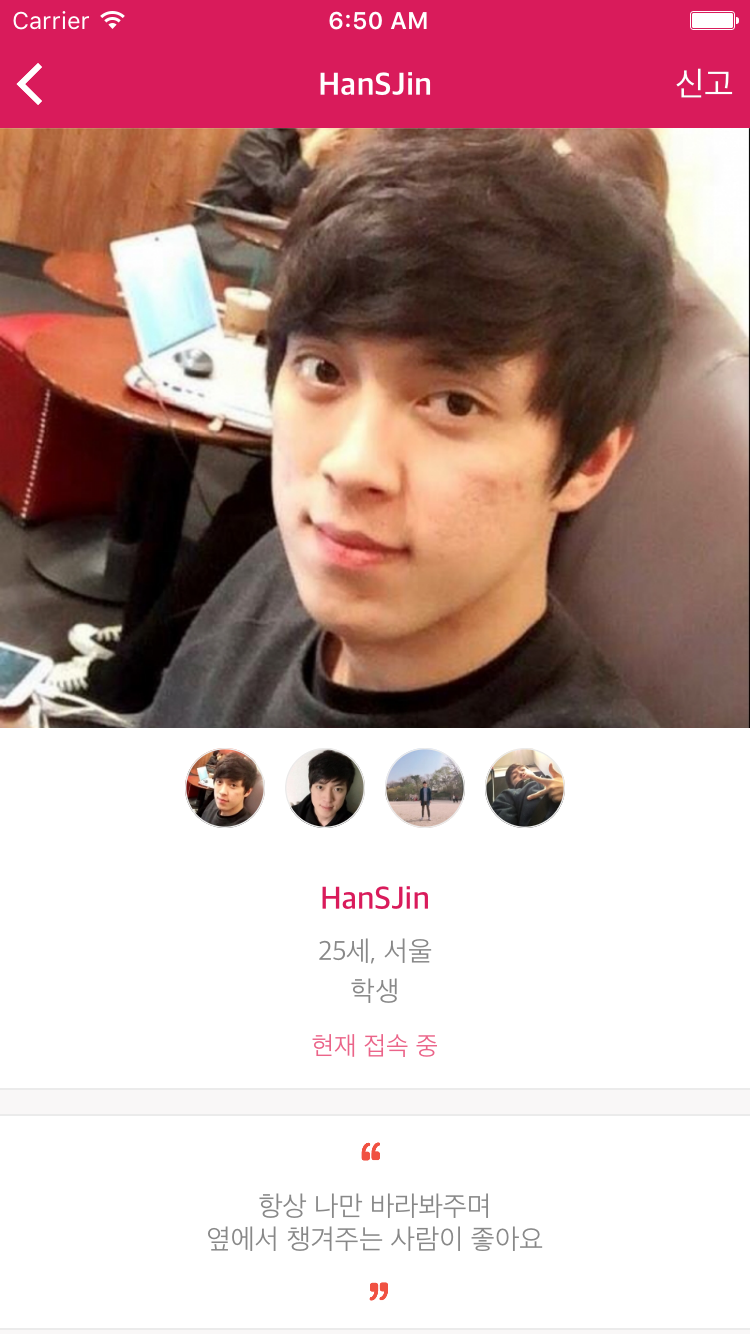 Carrier 6:50 AM
HanSJin 신고
HanSJin
25세, 서울
학생
현재 접속 중
“
항상 나만 바라봐주며
옆에서 챙겨주는 사람이 좋아요
”